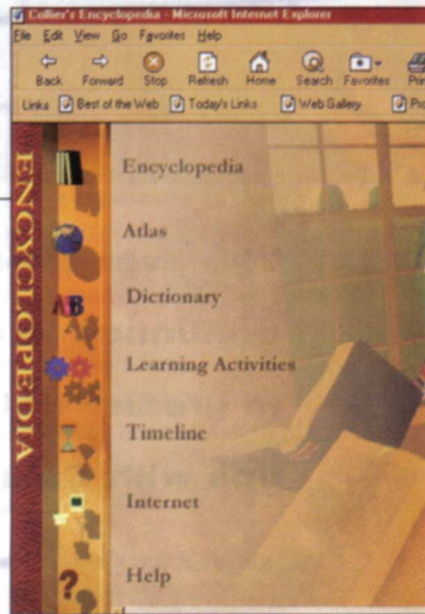 Collier's Encyclopedia - Microsoft Internet Explorer
File Edit View Go Favorites Help
Back Forward Stop Refresh Home Search Favorites
Links Best of the Web Today's Links Web Gallery
ENCYCLOPEDIA
Encyclopedia
Atlas
AB
Dictionary
Learning Activities
Timeline
Internet
?
Help